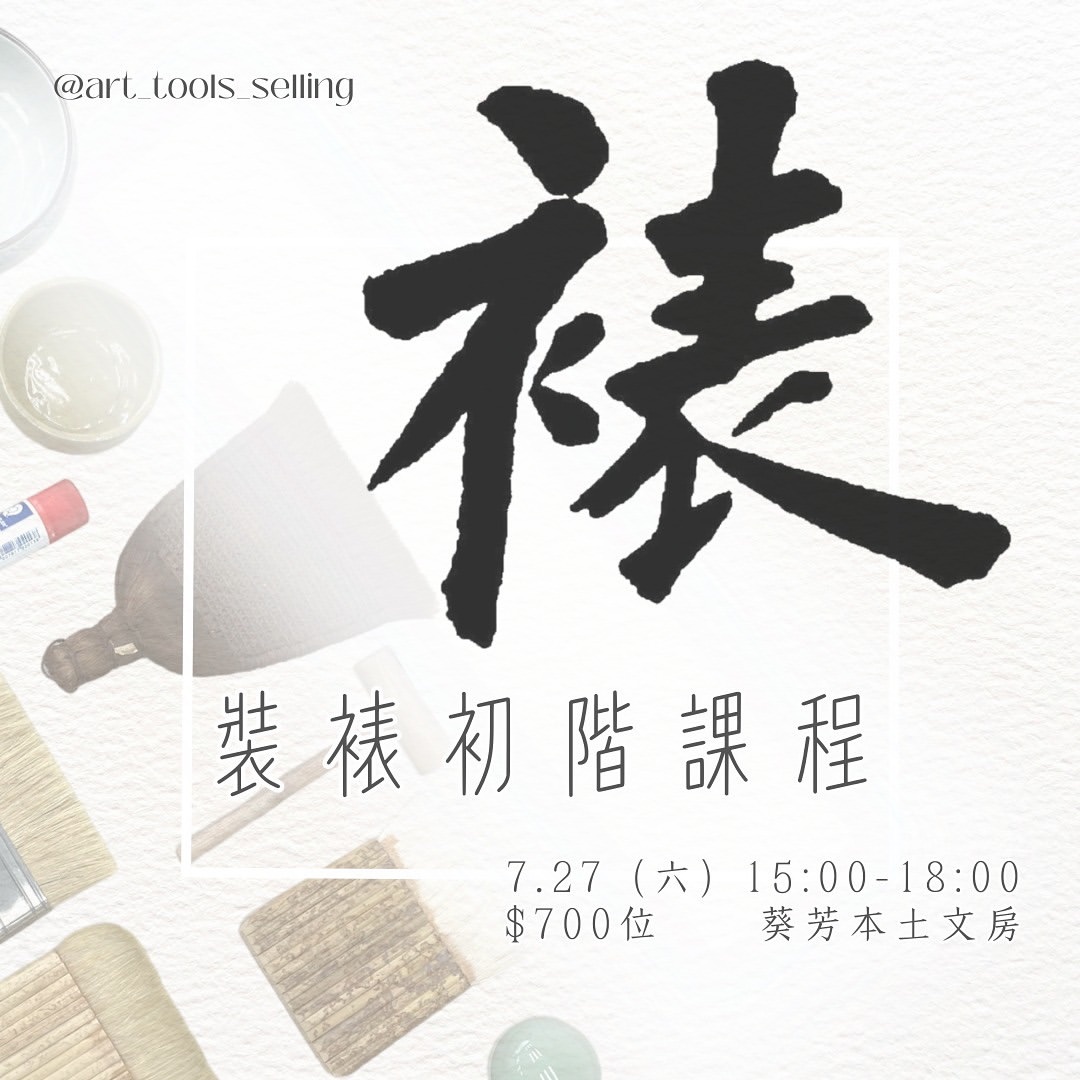 @art_tools_selling
裱
裝裱初階課程
7.27（六）15:00-18:00
$700位 葵芳本土文房